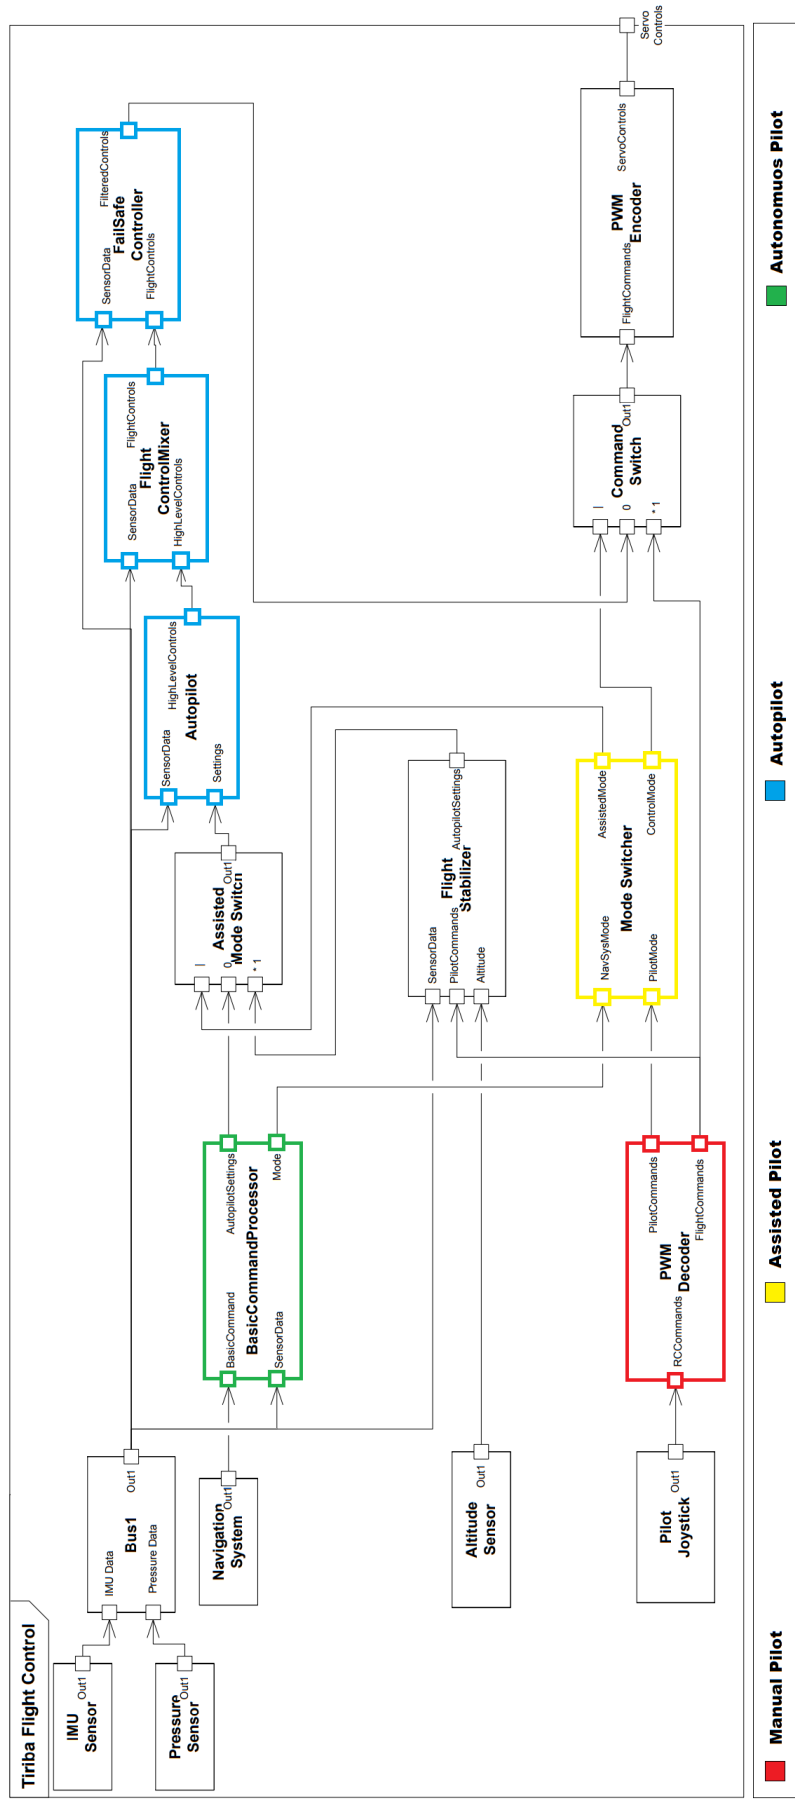 Tiriba Flight Control
IMU
Sensor
Out1
Pressure
Sensor
Out1
IMU Data
Pressure Data
Bus1
Out1
Navigation
System
Out1
Altitude
Sensor
Out1
Pilot
Joystick
Out1
BasicCommand
SensorData
BasicCommandProcessor
AutopilotSettings
Mode
RCCommands
PWM
Decoder
PilotCommands
FlightCommands
I
0
* 1
Assisted
Mode Switch
Out1
SensorData
PilotCommands
Altitude
Flight
Stabilizer
AutopilotSettings
NavSysMode
PilotMode
Mode Switcher
AssistedMode
ControlMode
SensorData
Settings
Autopilot
HighLevelControls
SensorData
HighLevelControls
Flight
ControlMixer
FlightControls
SensorData
FlightControls
FailSafe
Controller
FilteredControls
I
0
* 1
Command
Switch
Out1
FlightCommands
PWM
Encoder
ServoControls
Servo
Controls
Manual Pilot
Assisted Pilot
Autopilot
Autonomuos Pilot